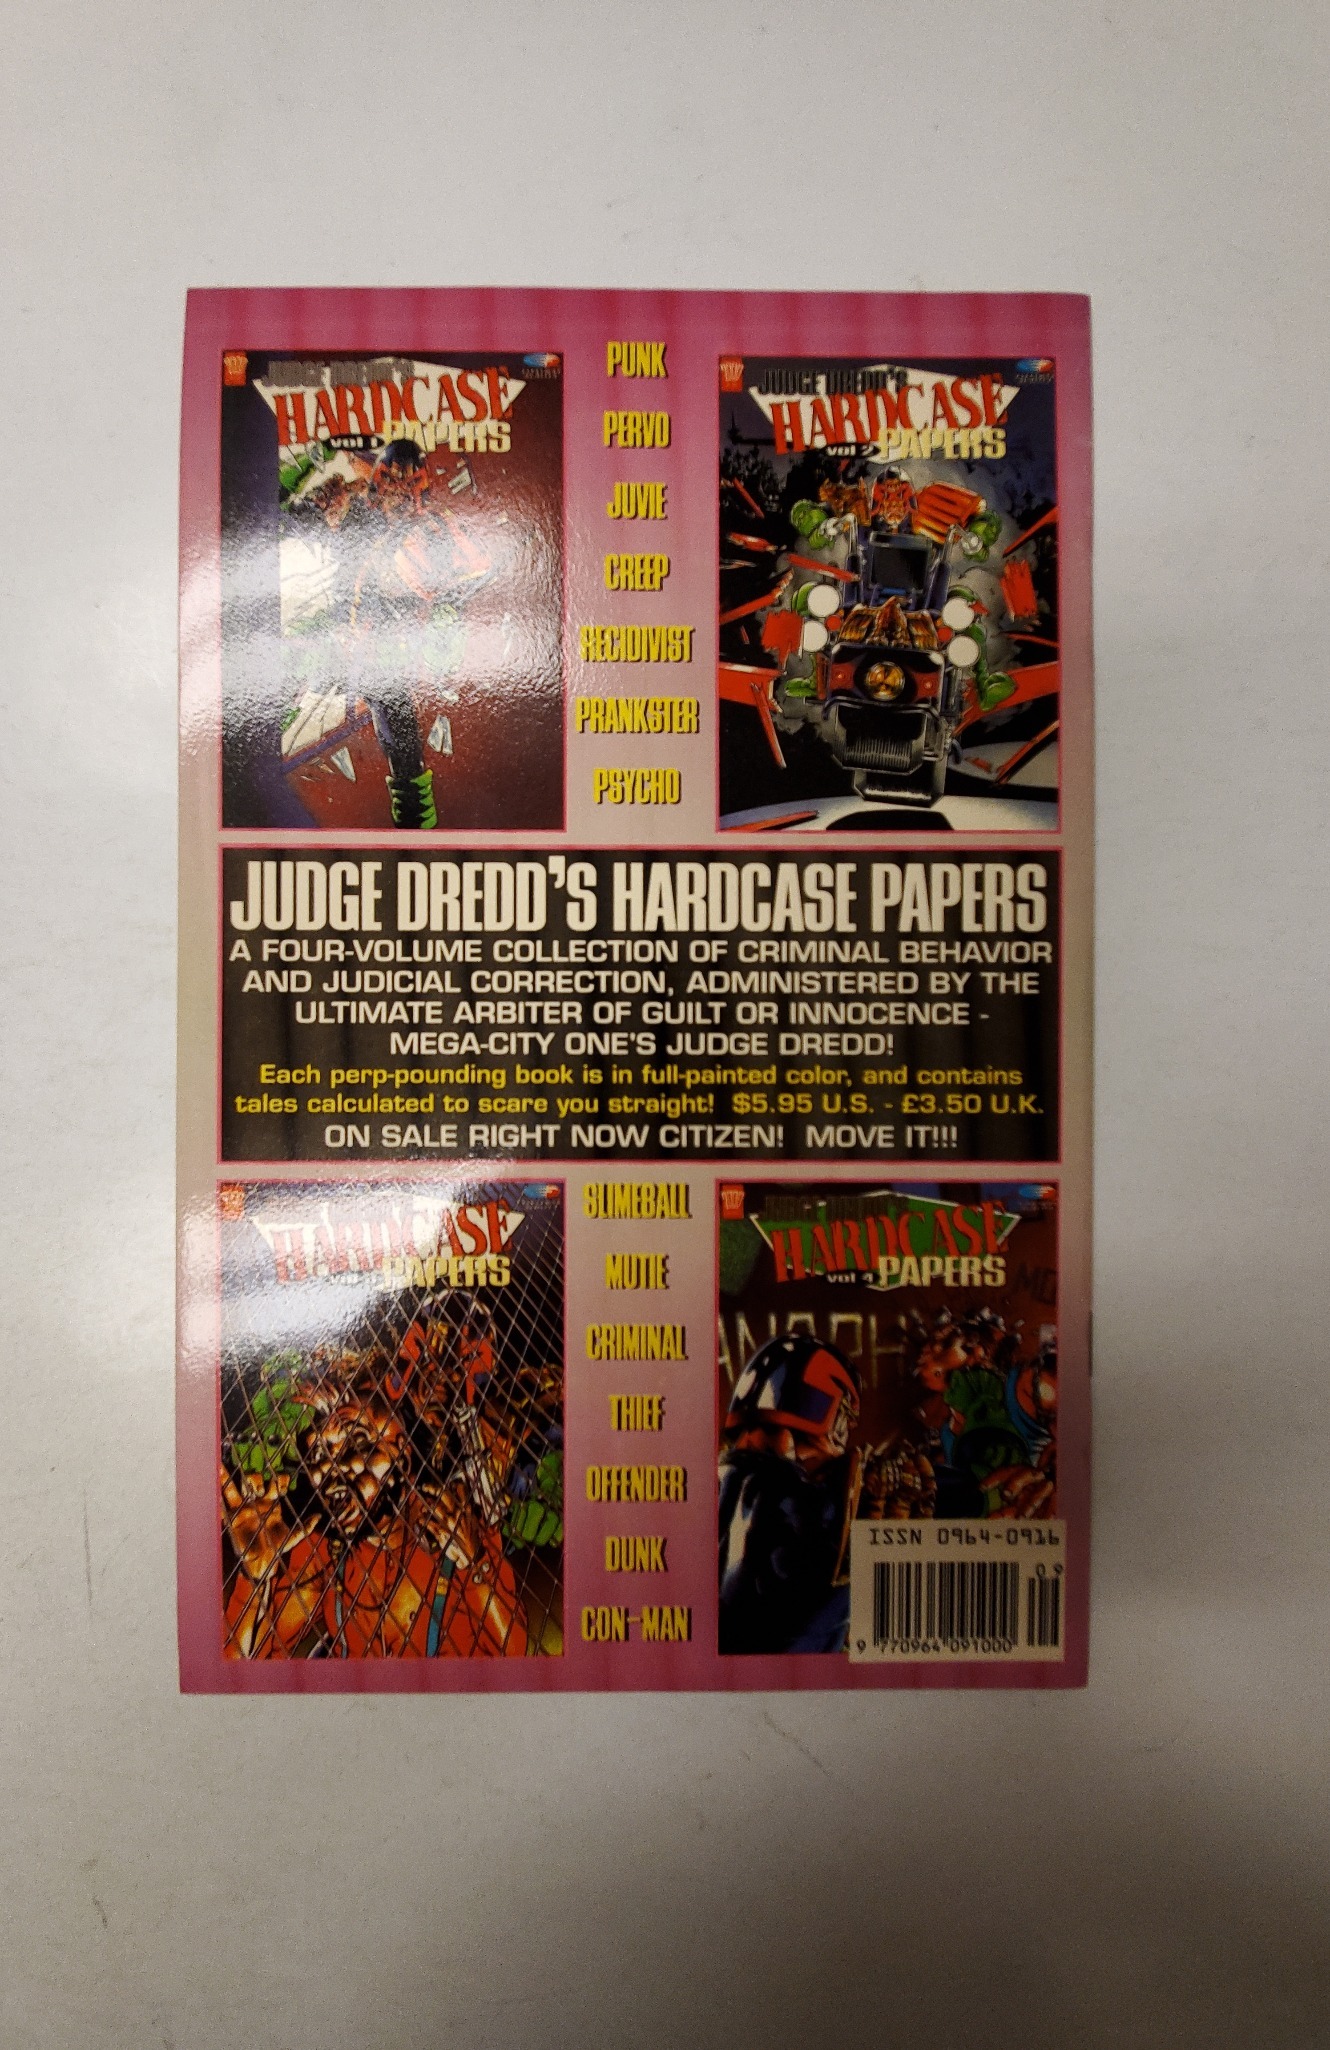 JUDGE DREDD'S
HARDCASE
vol 1 PAPERS
PUNK
PERVO
JUVIE
CREEP
RECIDIVIST
PRANKSTER
PSYCHO
JUDGE DREDD'S
HARDCASE
vol 2 PAPERS
JUDGE DREDD'S HARDCASE PAPERS
A FOUR-VOLUME COLLECTION OF CRIMINAL BEHAVIOR
AND JUDICIAL CORRECTION, ADMINISTERED BY THE
ULTIMATE ARBITER OF GUILT OR INNOCENCE -
MEGA-CITY ONE'S JUDGE DREDD!
Each perp-pounding book is in full-painted color, and contains
tales calculated to scare you straight! $5.95 U.S. - £3.50 U.K.
ON SALE RIGHT NOW CITIZEN! MOVE IT!!!
HARDCASE
PAPERS
SLIMEBALL
MUTIE
CRIMINAL
THIEF
OFFENDER
DUNK
CON-MAN
JUDGE DREDD'S
HARDCASE
vol 4 PAPERS
ISSN 0964-0916
09
9 770964 091000